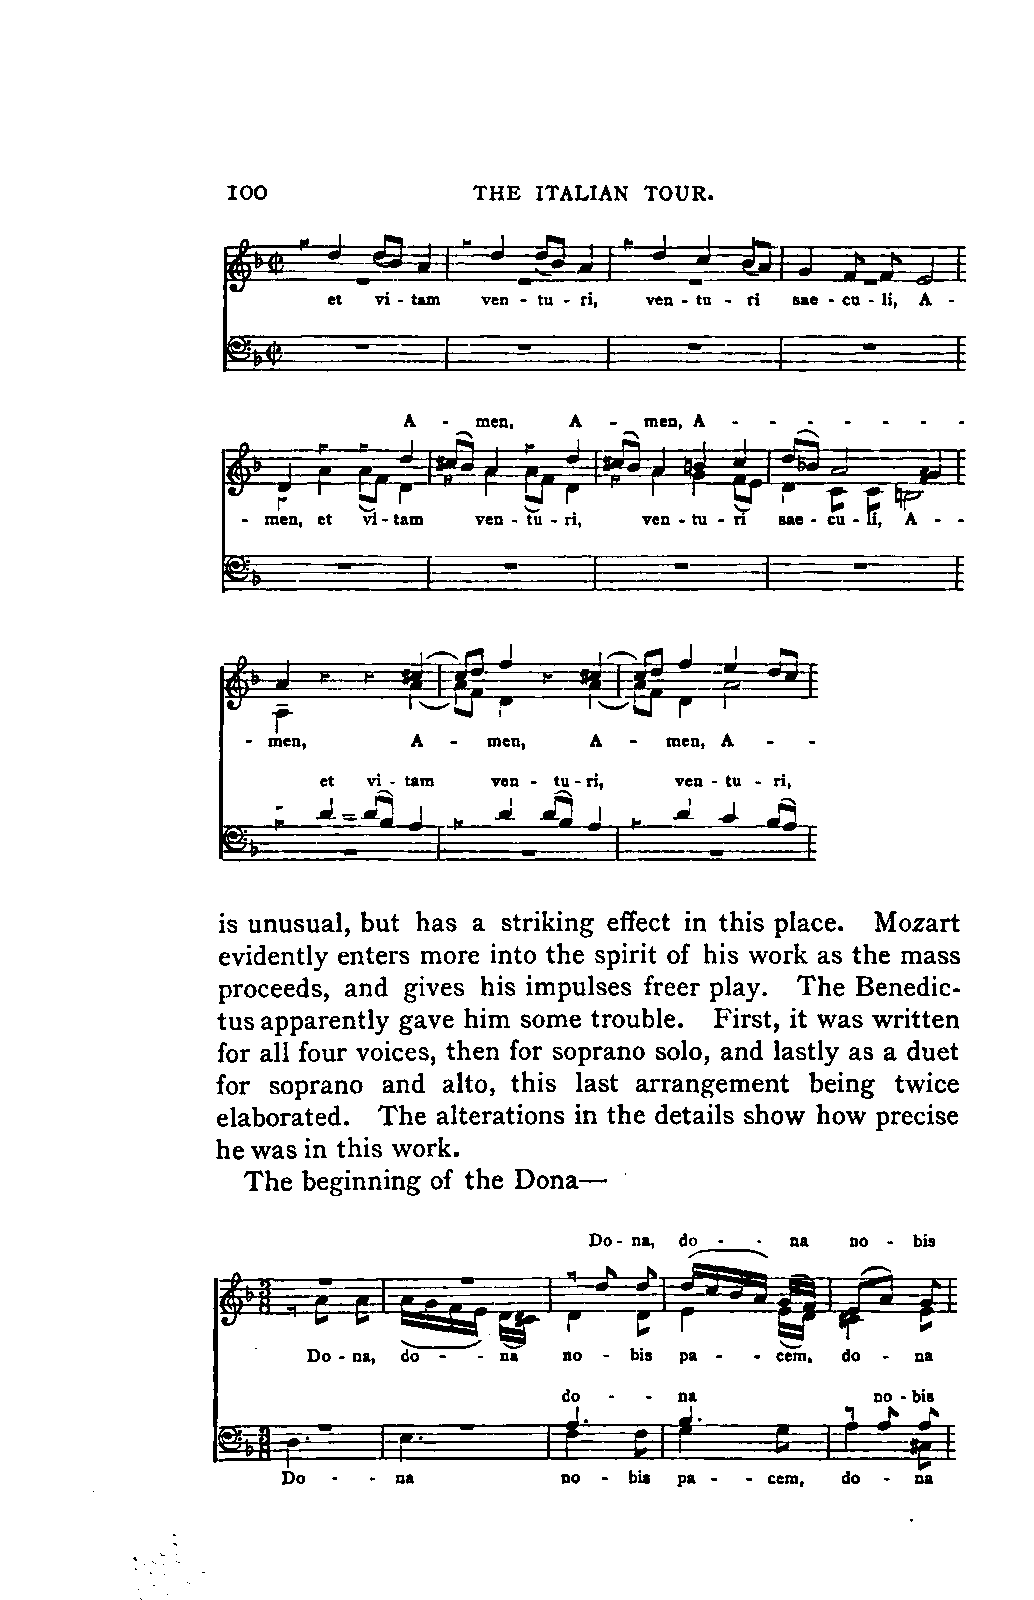 100 THE ITALIAN TOUR.
et vi - tam ven - tu - ri, ven - tu - ri sae - cu - li, A -
A - men, A - men, A - - - - - - -
- men, et vi - tam ven - tu - ri, ven - tu - ri sae - cu - li, A - -
- men, A - men, A - men, A - -
et vi - tam ven - tu - ri, ven - tu - ri,
is unusual, but has a striking effect in this place. Mozart
evidently enters more into the spirit of his work as the mass
proceeds, and gives his impulses freer play. The Benedic-
tus apparently gave him some trouble. First, it was written
for all four voices, then for soprano solo, and lastly as a duet
for soprano and alto, this last arrangement being twice
elaborated. The alterations in the details show how precise
he was in this work.
The beginning of the Dona—
Do - na, do - - na no - bis
Do - na, do - - na no - bis pa - - cem, do - na
do - - na no - bis
Do - - na no - bis pa - - cem, do - na